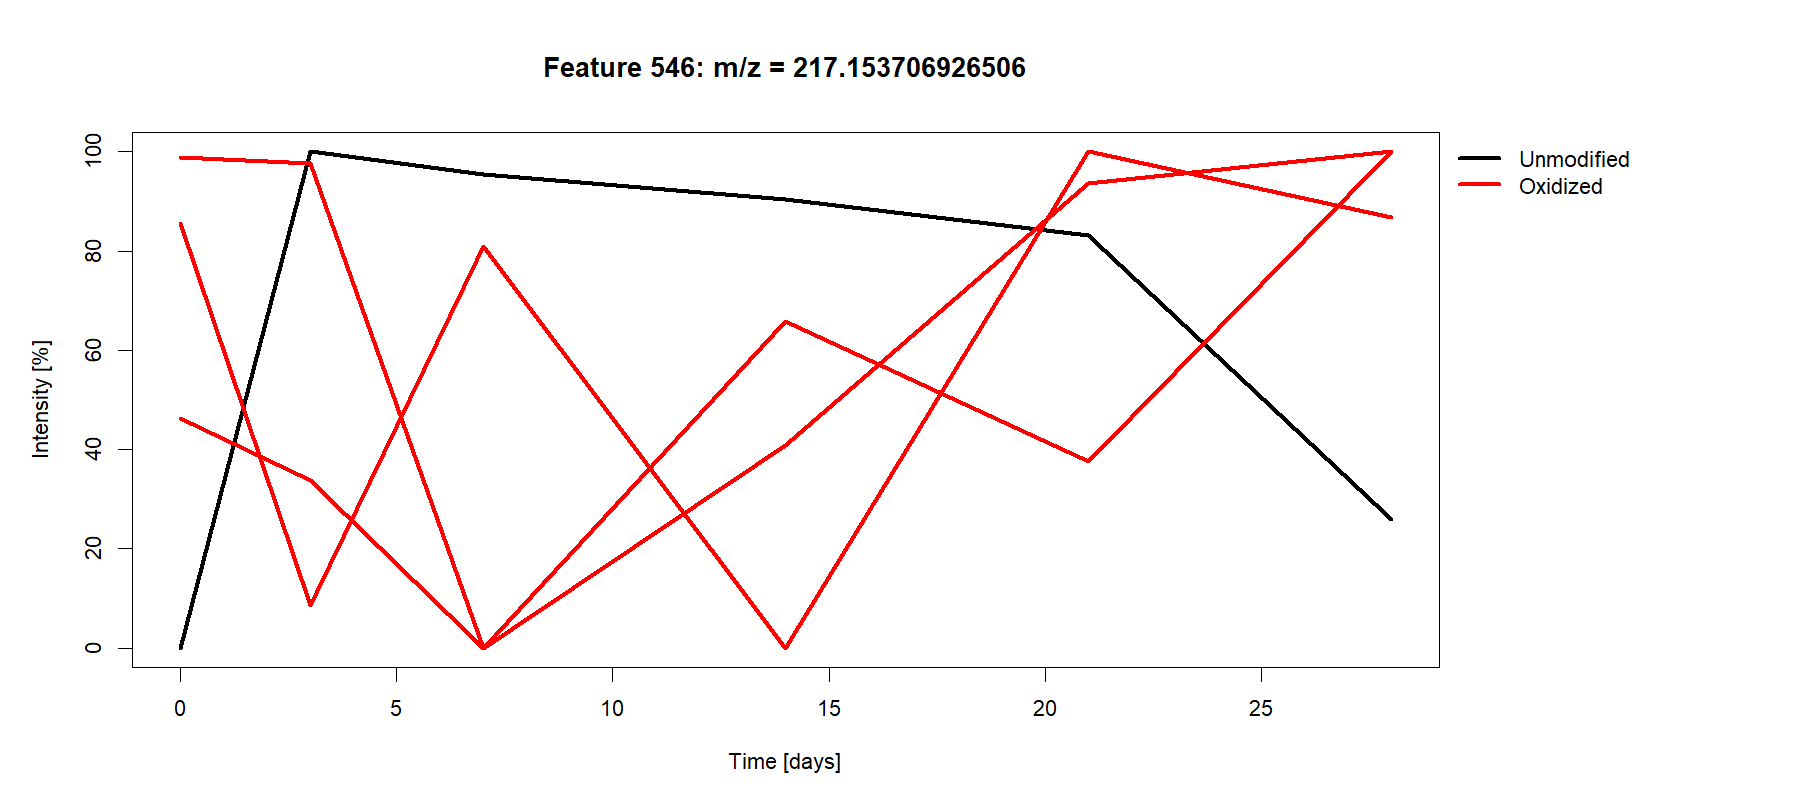 Feature 546: m/z = 217.153706926506
Unmodified
Oxidized
Intensity [%]
100
80
60
40
20
0
0 5 10 15 20 25
Time [days]